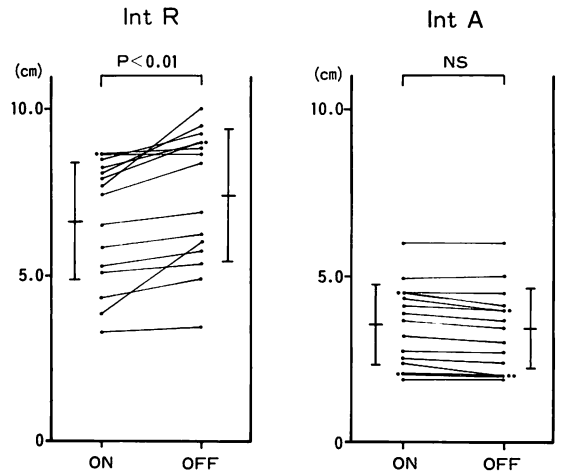 Int R
Int A
(cm)
P<0.01
(cm)
NS
10.0
10.0
5.0
5.0
0
0
ON
OFF
ON
OFF